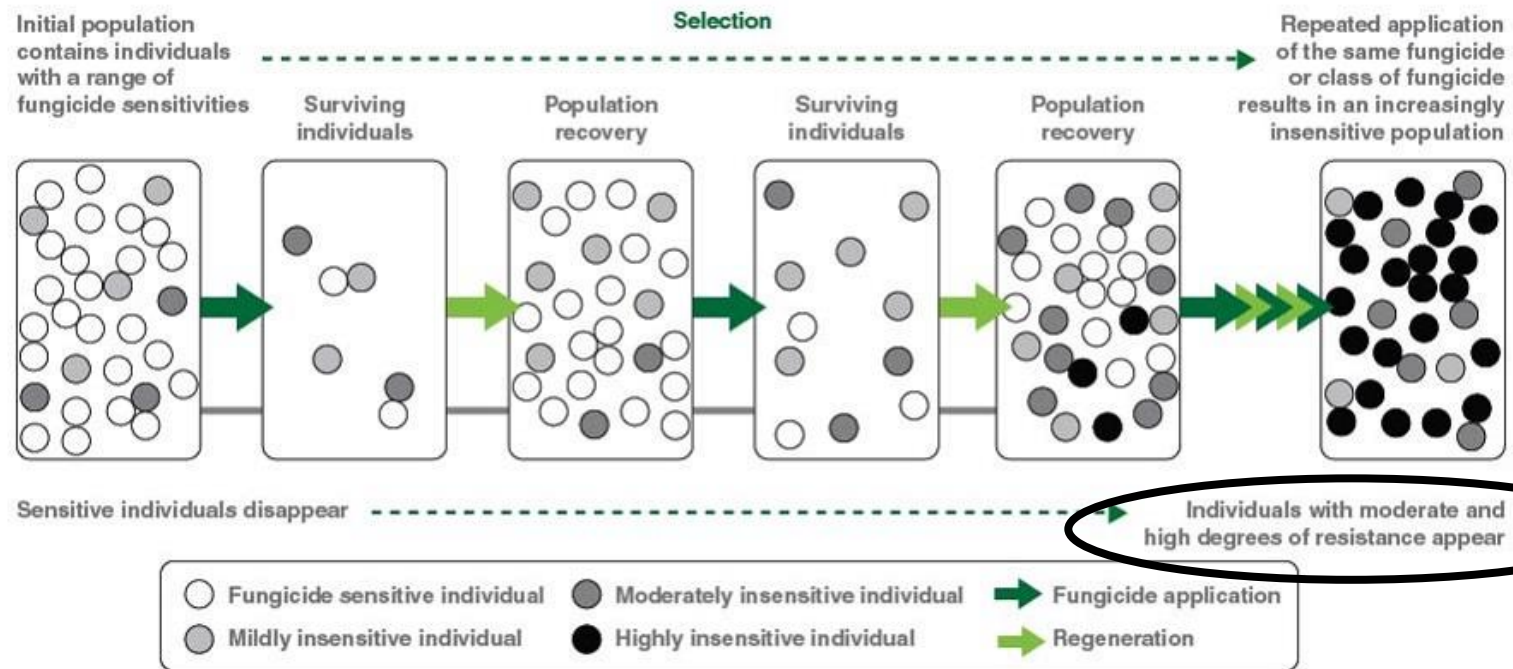 Initial population
contains individuals
with a range of
fungicide sensitivities
Selection
Repeated application
of the same fungicide
or class of fungicide
results in an increasingly
insensitive population
Surviving
individuals
Population
recovery
Surviving
individuals
Population
recovery
Sensitive individuals disappear
Individuals with moderate and
high degrees of resistance appear
Fungicide sensitive individual
Moderately insensitive individual
Fungicide application
Mildly insensitive individual
Highly insensitive individual
Regeneration